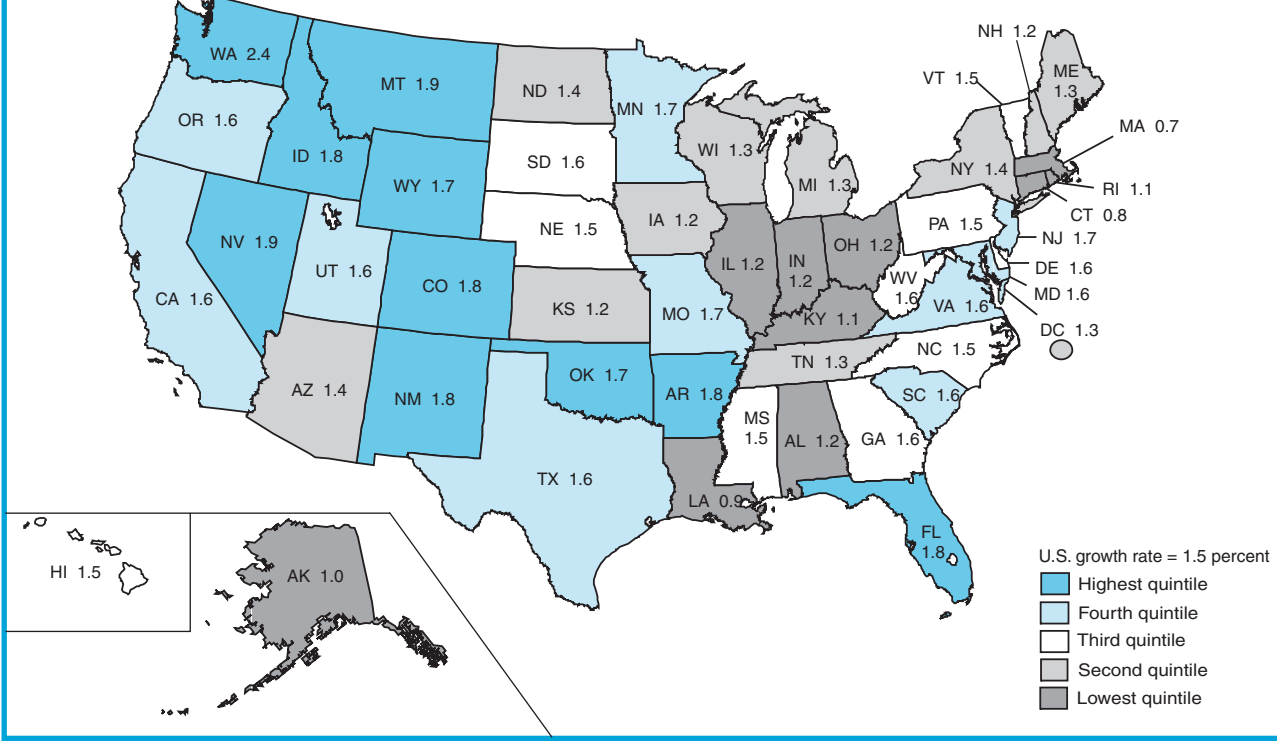 NH 1.2
WA 2.4
VT 1.5
ME
1.3
MT 1.9
ND 1.4
MN 1.7
OR 1.6
MA 0.7
ID 1.8
SD 1.6
WI 1.3
NY 1.4
WY 1.7
MI 1.3
RI 1.1
IA 1.2
CT 0.8
NE 1.5
PA 1.5
NJ 1.7
NV 1.9
OH 1.2
IL 1.2
IN
1.2
UT 1.6
DE 1.6
WV
1.6
CO 1.8
MD 1.6
CA 1.6
KS 1.2
MO 1.7
VA 1.6
KY 1.1
DC 1.3
NC 1.5
TN 1.3
OK 1.7
AZ 1.4
NM 1.8
AR 1.8
SC 1.6
MS
1.5
AL 1.2
GA 1.6
TX 1.6
LA 0.9
FL
1.8
HI 1.5
AK 1.0
U.S. growth rate = 1.5 percent
Highest quintile
Fourth quintile
Third quintile
Second quintile
Lowest quintile